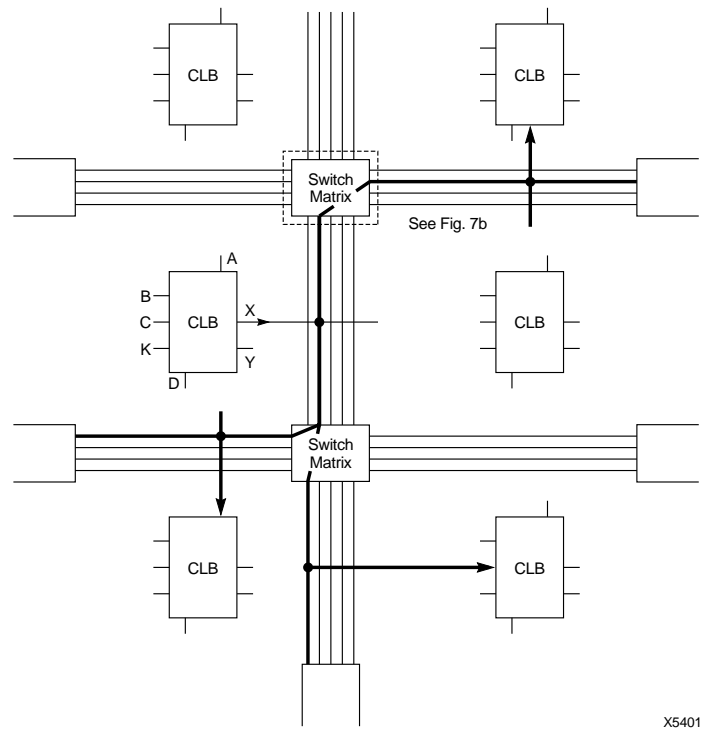 CLB
CLB
Switch
Matrix
See Fig. 7b
A
B
C
K
D
CLB
X
Y
CLB
Switch
Matrix
CLB
CLB
X5401